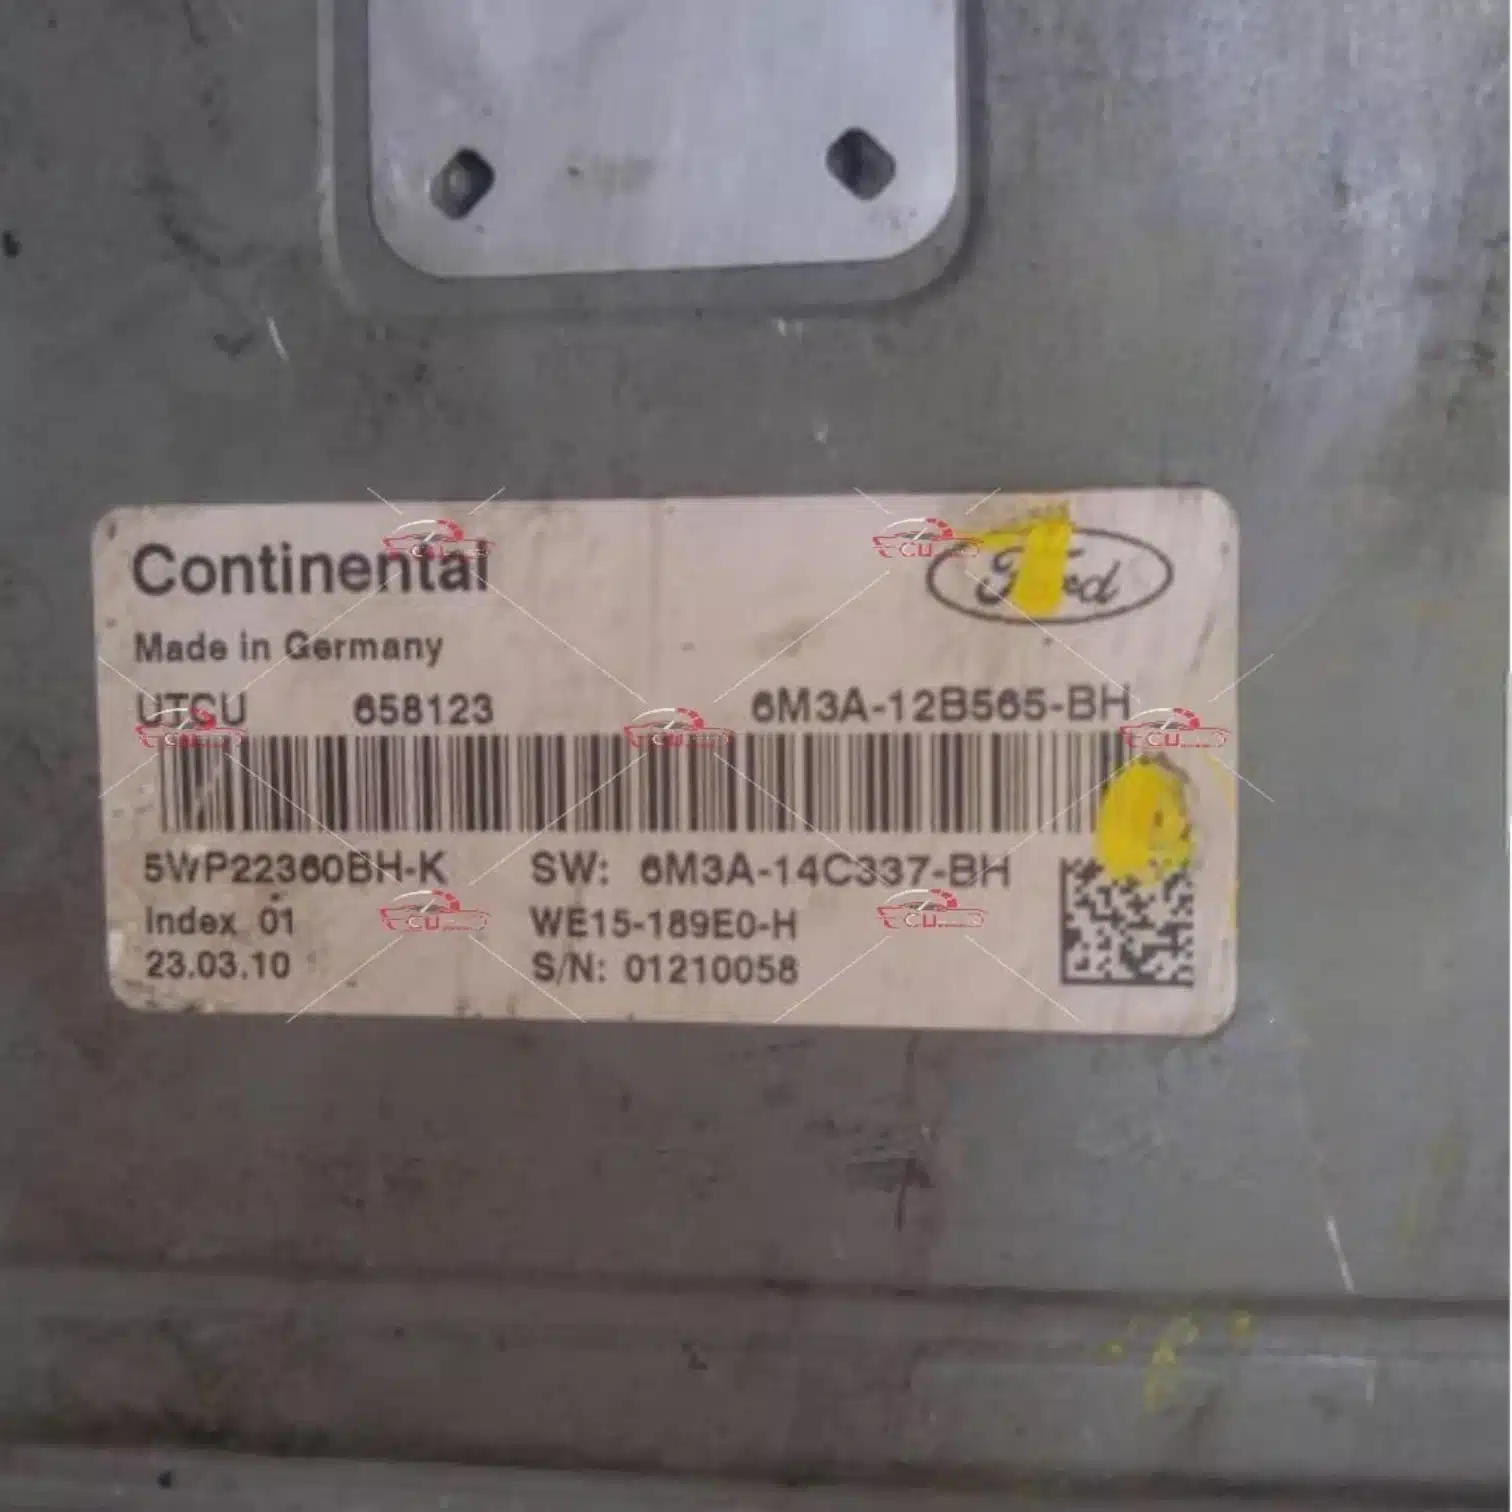 Continental
Ford
Made in Germany
UTCU 658123 6M3A-12B565-BH
5WP22360BH-K SW: 6M3A-14C337-BH
Index 01 WE15-189E0-H
23.03.10 S/N: 01210058